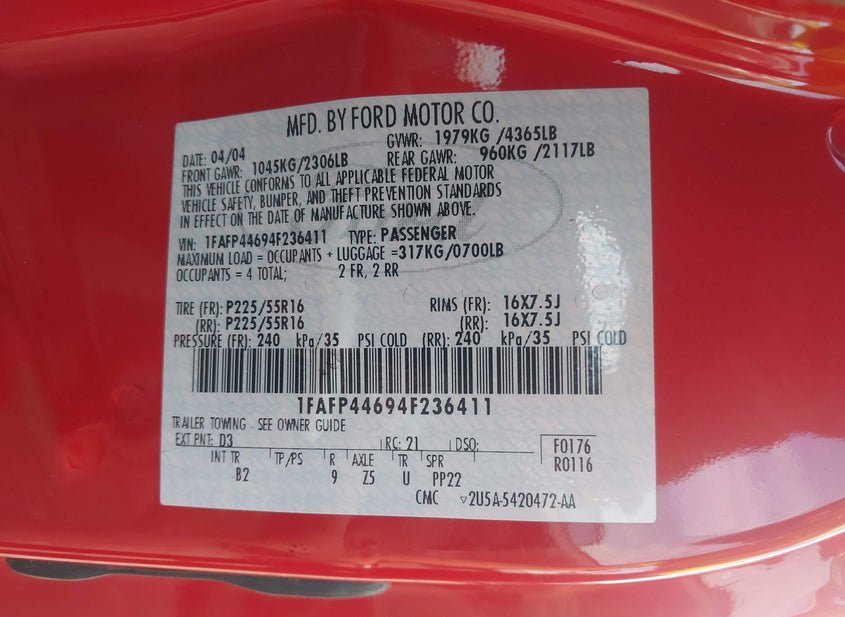 MFD. BY FORD MOTOR CO.
DATE: 04/04 GVWR: 1979KG /4365LB
FRONT GAWR: 1045KG/2306LB REAR GAWR: 960KG /2117LB
THIS VEHICLE CONFORMS TO ALL APPLICABLE FEDERAL MOTOR
VEHICLE SAFETY, BUMPER, AND THEFT PREVENTION STANDARDS
IN EFFECT ON THE DATE OF MANUFACTURE SHOWN ABOVE.
VIN: 1FAFP44694F236411 TYPE: PASSENGER
MAXIMUM LOAD = OCCUPANTS + LUGGAGE =317KG/0700LB
OCCUPANTS = 4 TOTAL; 2 FR, 2 RR
TIRE (FR): P225/55R16 RIMS (FR): 16X7.5J
(RR): P225/55R16 (RR): 16X7.5J
PRESSURE (FR): 240 kPa/35 PSI COLD (RR): 240 kPa/35 PSI COLD
1FAFP44694F236411
TRAILER TOWING - SEE OWNER GUIDE
EXT PNT: D3 RC: 21 DSO: F0176
INT TR TP/PS R AXLE TR SPR R0116
B2 9 Z5 U PP22
CMC ▽2U5A-5420472-AA